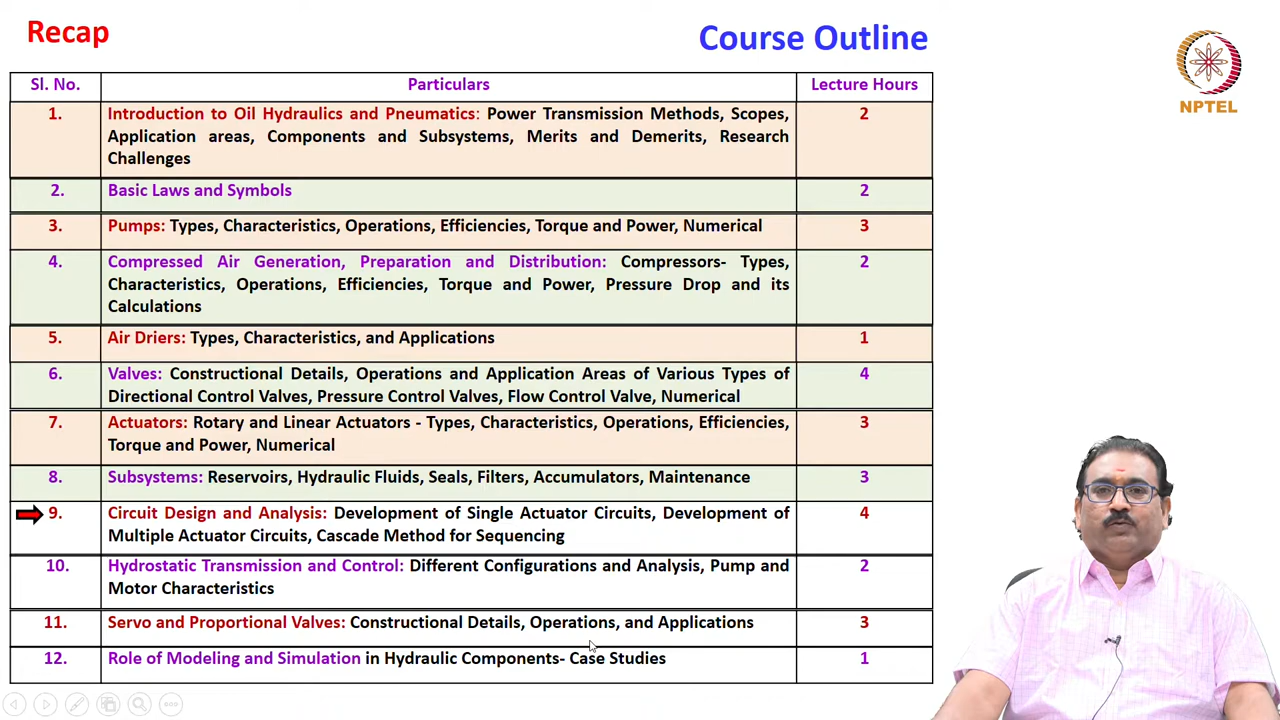 Recap
Course Outline
NPTEL
Sl. No. Particulars Lecture Hours
1. Introduction to Oil Hydraulics and Pneumatics: Power Transmission Methods, Scopes, 2
Application areas, Components and Subsystems, Merits and Demerits, Research
Challenges
2. Basic Laws and Symbols 2
3. Pumps: Types, Characteristics, Operations, Efficiencies, Torque and Power, Numerical 3
4. Compressed Air Generation, Preparation and Distribution: Compressors- Types, 2
Characteristics, Operations, Efficiencies, Torque and Power, Pressure Drop and its
Calculations
5. Air Driers: Types, Characteristics, and Applications 1
6. Valves: Constructional Details, Operations and Application Areas of Various Types of 4
Directional Control Valves, Pressure Control Valves, Flow Control Valve, Numerical
7. Actuators: Rotary and Linear Actuators - Types, Characteristics, Operations, Efficiencies, 3
Torque and Power, Numerical
8. Subsystems: Reservoirs, Hydraulic Fluids, Seals, Filters, Accumulators, Maintenance 3
9. Circuit Design and Analysis: Development of Single Actuator Circuits, Development of 4
Multiple Actuator Circuits, Cascade Method for Sequencing
10. Hydrostatic Transmission and Control: Different Configurations and Analysis, Pump and 2
Motor Characteristics
11. Servo and Proportional Valves: Constructional Details, Operations, and Applications 3
12. Role of Modeling and Simulation in Hydraulic Components- Case Studies 1